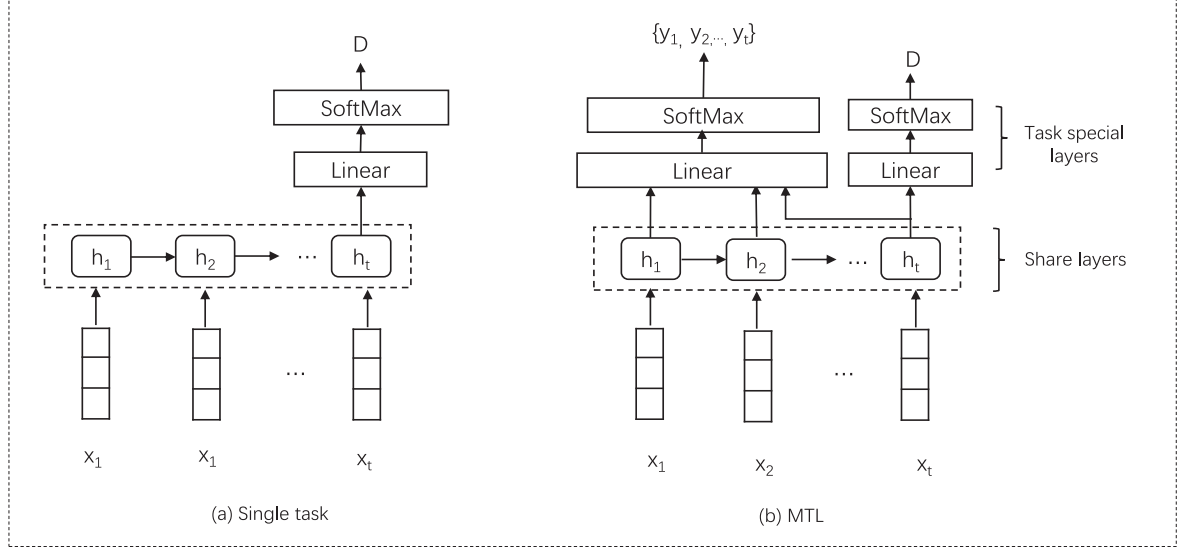 D
SoftMax
Linear
h1 h2 ... ht
x1 x1 ... xt
(a) Single task
{y1, y2,..., yt}
D
SoftMax SoftMax
Linear Linear
Task special
layers
h1 h2 ... ht
Share layers
...
x1 x2 xt
(b) MTL